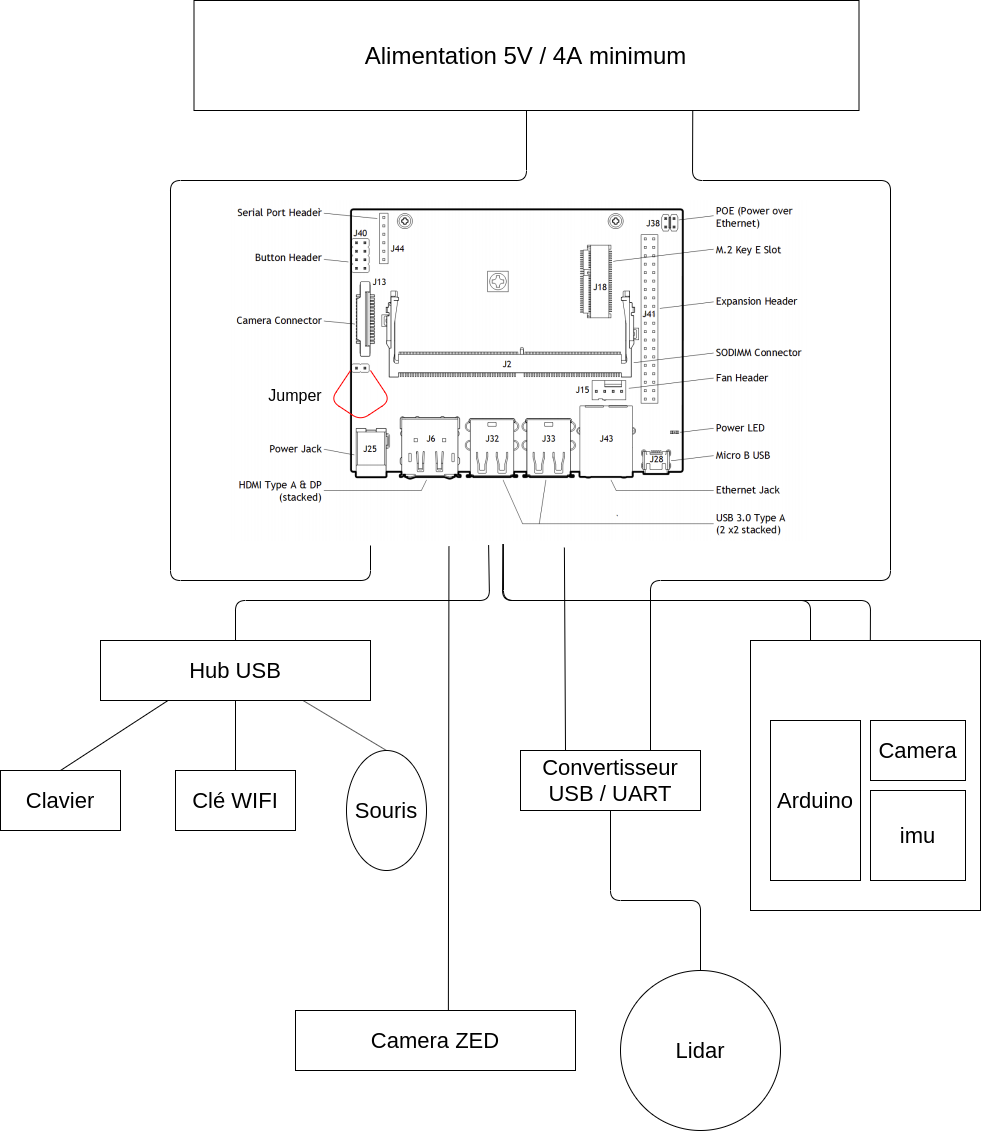 Alimentation 5V / 4A minimum
Serial Port Header
J40
J44
Button Header
J13
Camera Connector
J38
POE (Power over
Ethernet)
M.2 Key E Slot
J18
Expansion Header
J41
SODIMM Connector
J2
Fan Header
J15
Jumper
Power Jack
J25
J6
J32
J33
J43
J28
Power LED
Micro B USB
HDMI Type A & DP
(stacked)
Ethernet Jack
USB 3.0 Type A
(2 x2 stacked)
Hub USB
Clavier
Clé WIFI
Souris
Convertisseur
USB / UART
Arduino
Camera
imu
Camera ZED
Lidar